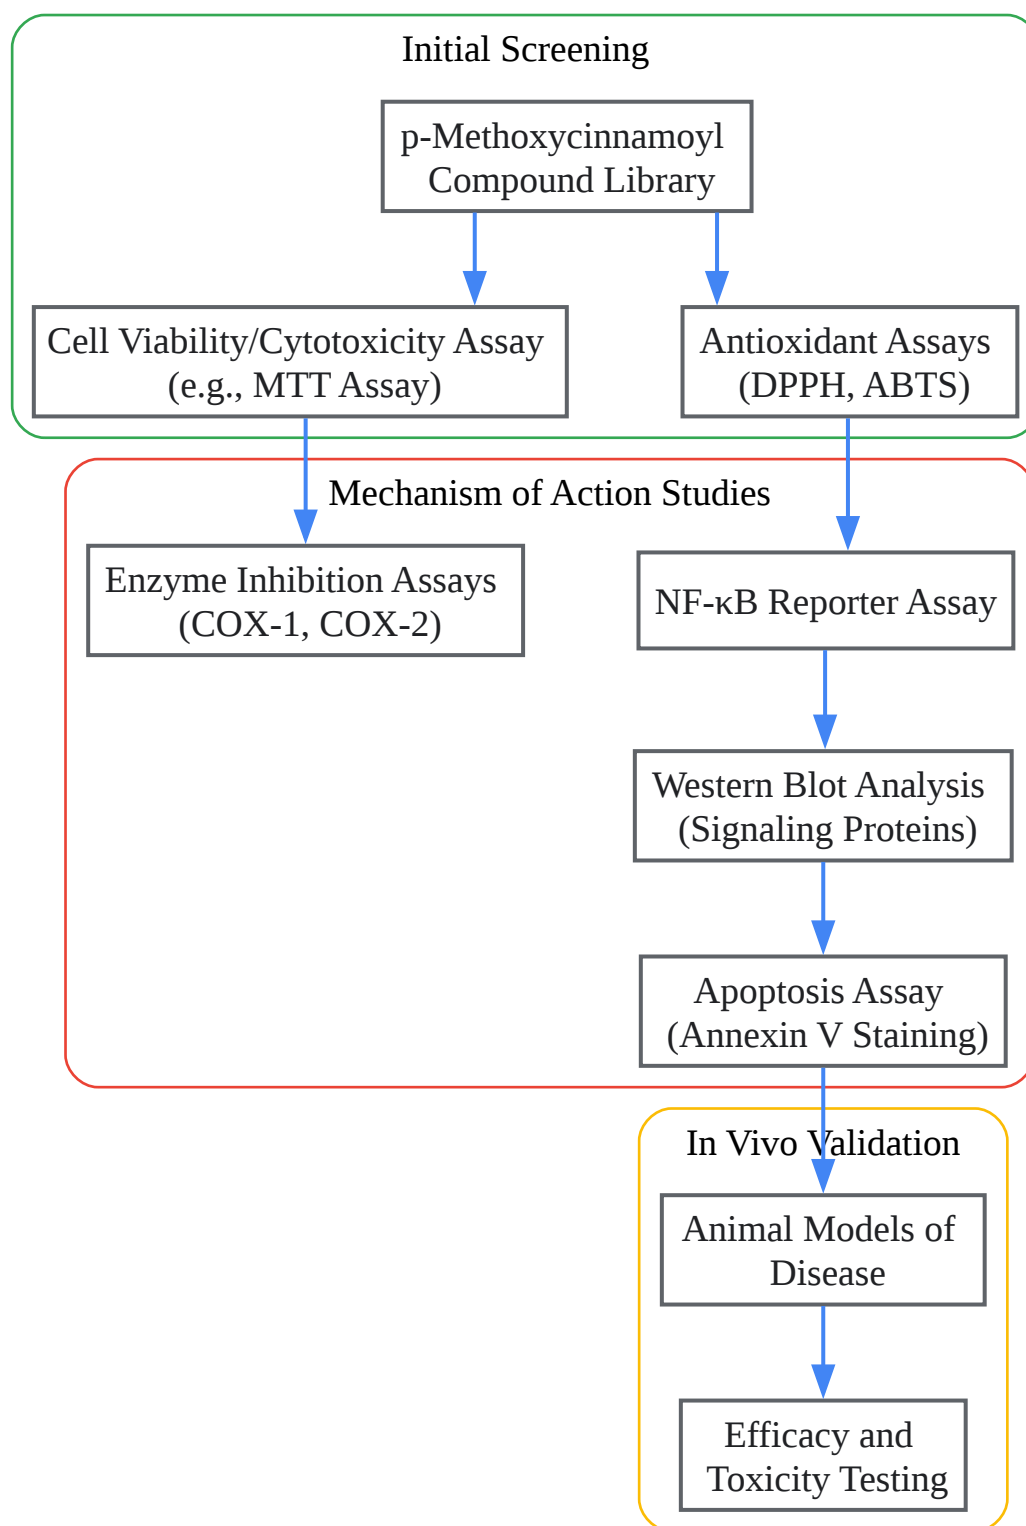 Initial Screening
p-Methoxycinnamoyl
Compound Library
Cell Viability/Cytotoxicity Assay
(e.g., MTT Assay)
Antioxidant Assays
(DPPH, ABTS)
Mechanism of Action Studies
Enzyme Inhibition Assays
(COX-1, COX-2)
NF-κB Reporter Assay
Western Blot Analysis
(Signaling Proteins)
Apoptosis Assay
(Annexin V Staining)
In Vivo Validation
Animal Models of
Disease
Efficacy and
Toxicity Testing